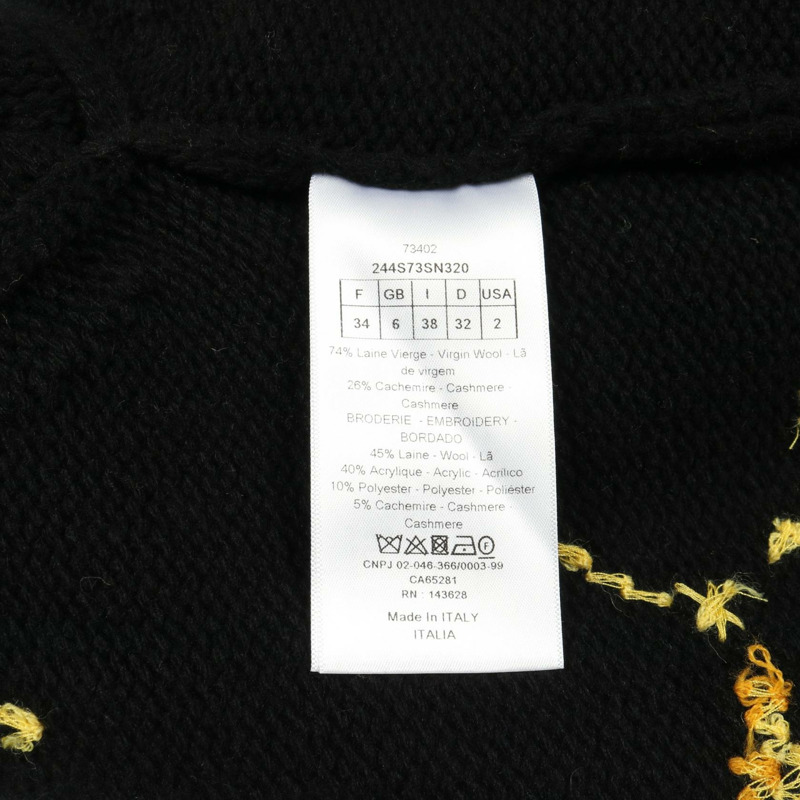 73402
244S73SN320
F GB I D USA
34 6 38 32 2
74% Laine Vierge - Virgin Wool - Lã
de virgem
26% Cachemire - Cashmere -
Cashmere
BRODERIE - EMBROIDERY -
BORDADO
45% Laine - Wool - Lã
40% Acrylique - Acrylic - Acrílico
10% Polyester - Polyester - Poliéster
5% Cachemire - Cashmere -
Cashmere
F
CNPJ 02-046-366/0003-99
CA65281
RN : 143628
Made In ITALY
ITALIA